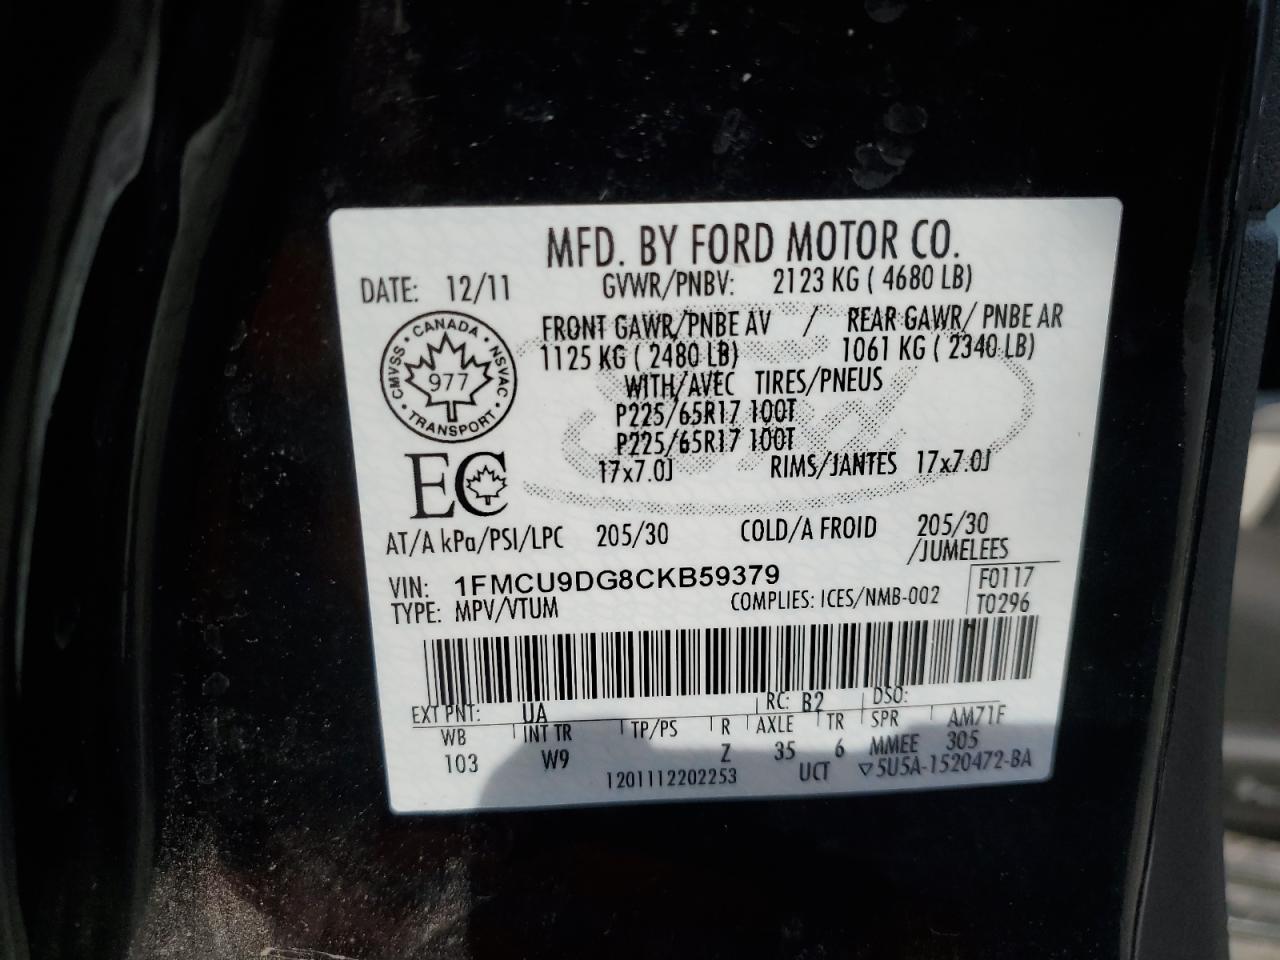 MFD. BY FORD MOTOR CO.
DATE: 12/11 GVWR/PNBV: 2123 KG ( 4680 LB)
FRONT GAWR/PNBE AV / REAR GAWR/ PNBE AR
1125 KG ( 2480 LB) 1061 KG ( 2340 LB)
WITH/AVEC TIRES/PNEUS
P225/65R17 100T
P225/65R17 100T
17x7.0J RIMS/JANTES 17x7.0J
CANADA
CMVSS 977 NSVAC
TRANSPORT
EC
AT/A kPa/PSI/LPC 205/30 COLD/A FROID 205/30
/JUMELEES
VIN: 1FMCU9DG8CKB59379 F0117
TYPE: MPV/VTUM COMPLIES: ICES/NMB-002 T0296
EXT PNT: UA RC: B2 DSO:
WB INT TR TP/PS R AXLE TR SPR AM71F
103 W9 Z 35 6 MMEE 305
1201112202253 UCT ▽5U5A-1520472-BA